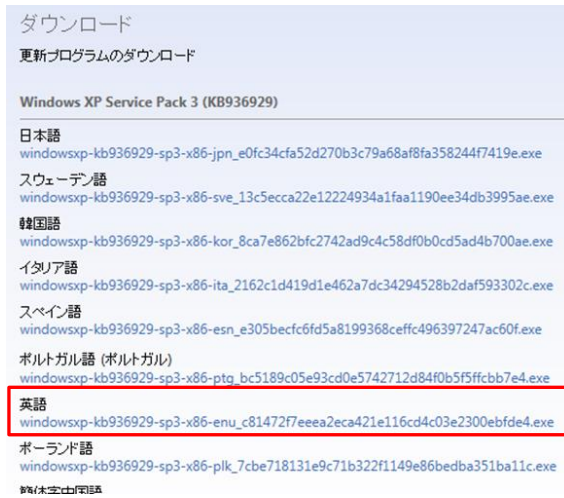 ダウンロード
更新プログラムのダウンロード
Windows XP Service Pack 3 (KB936929)
日本語
windowsxp-kb936929-sp3-x86-jpn_e0fc34cfa52d270b3c79a68af8fa358244f7419e.exe
スウェーデン語
windowsxp-kb936929-sp3-x86-sve_13c5ecca22e12224934a1faa1190ee34db3995ae.exe
韓国語
windowsxp-kb936929-sp3-x86-kor_8ca7e862bfc2742ad9c4c58df0b0cd5ad4b700ae.exe
イタリア語
windowsxp-kb936929-sp3-x86-ita_2162c1d419d1e462a7dc34294528b2daf593302c.exe
スペイン語
windowsxp-kb936929-sp3-x86-esn_e305becfc6fd5a8199368ceffc496397247ac60f.exe
ポルトガル語 (ポルトガル)
windowsxp-kb936929-sp3-x86-ptg_bc5189c05e93cd0e5742712d84f0b5f5ffcbb7e4.exe
英語
windowsxp-kb936929-sp3-x86-enu_c81472f7eeea2eca421e116cd4c03e2300ebfde4.exe
ポーランド語
windowsxp-kb936929-sp3-x86-plk_7cbe718131e9c71b322f1149e86bedba351ba11c.exe
簡体字中国語